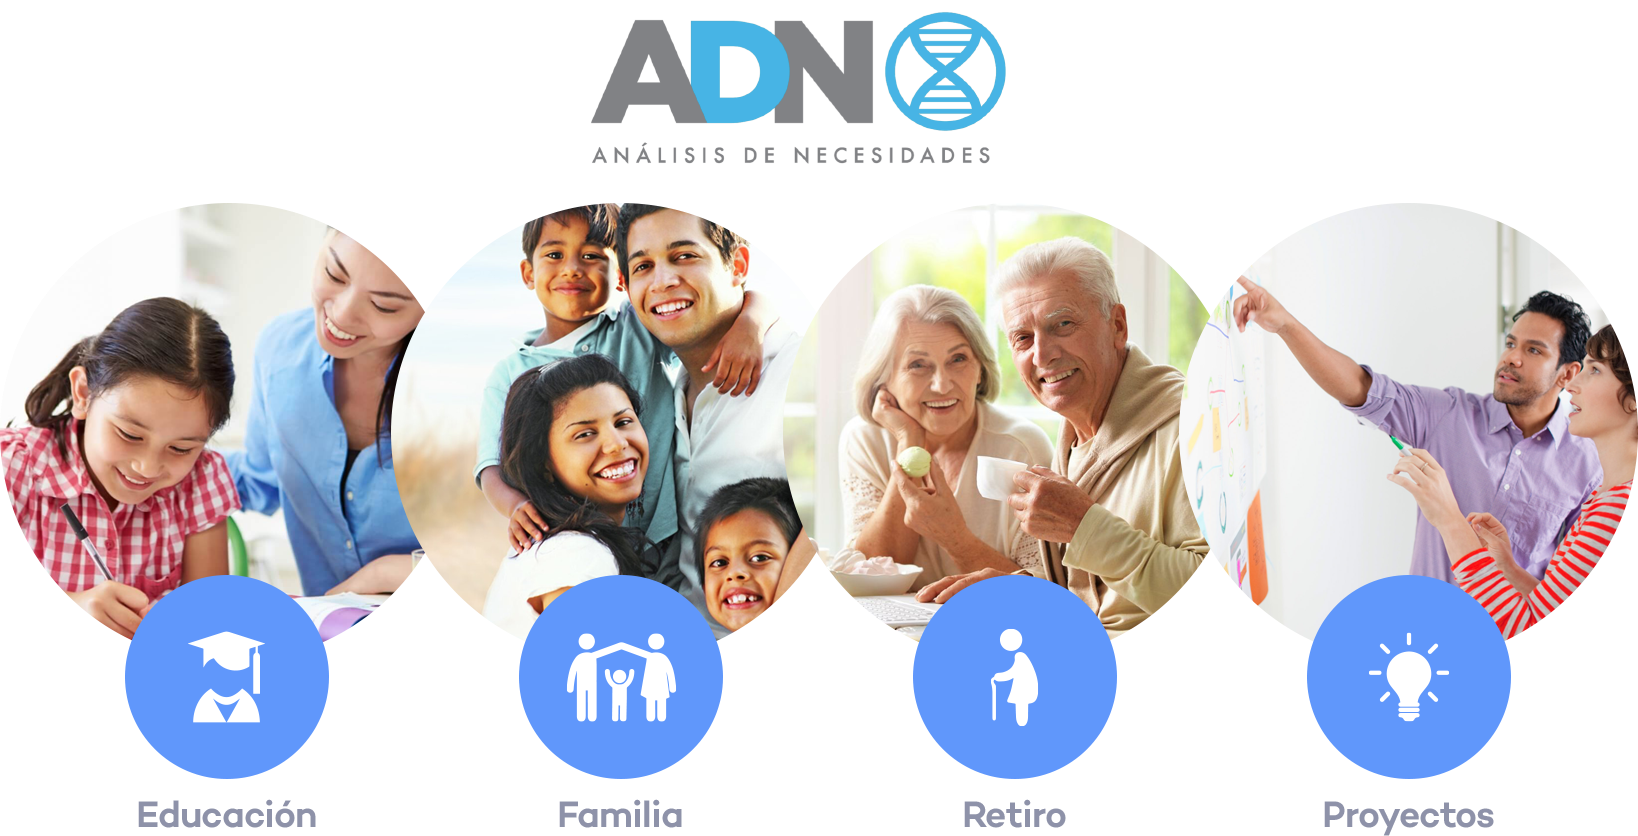 ADN
ANÁLISIS DE NECESIDADES
Educación
Familia
Retiro
Proyectos